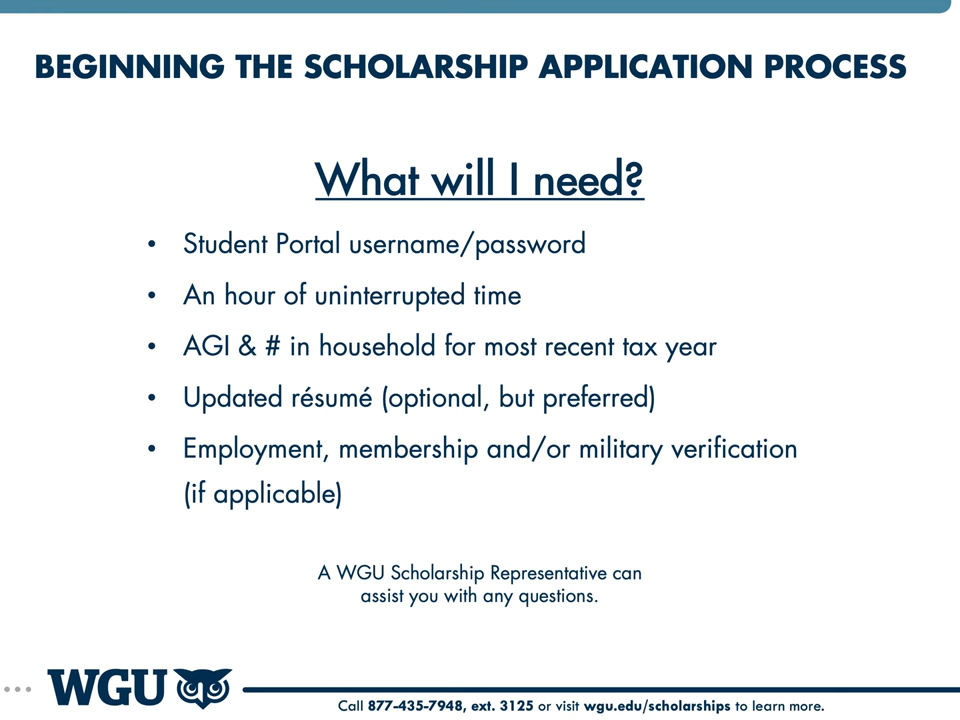 BEGINNING THE SCHOLARSHIP APPLICATION PROCESS
What will I need?
• Student Portal username/password
• An hour of uninterrupted time
• AGI & # in household for most recent tax year
• Updated résumé (optional, but preferred)
• Employment, membership and/or military verification
(if applicable)
A WGU Scholarship Representative can
assist you with any questions.
WGU
Call 877-435-7948, ext. 3125 or visit wgu.edu/scholarships to learn more.